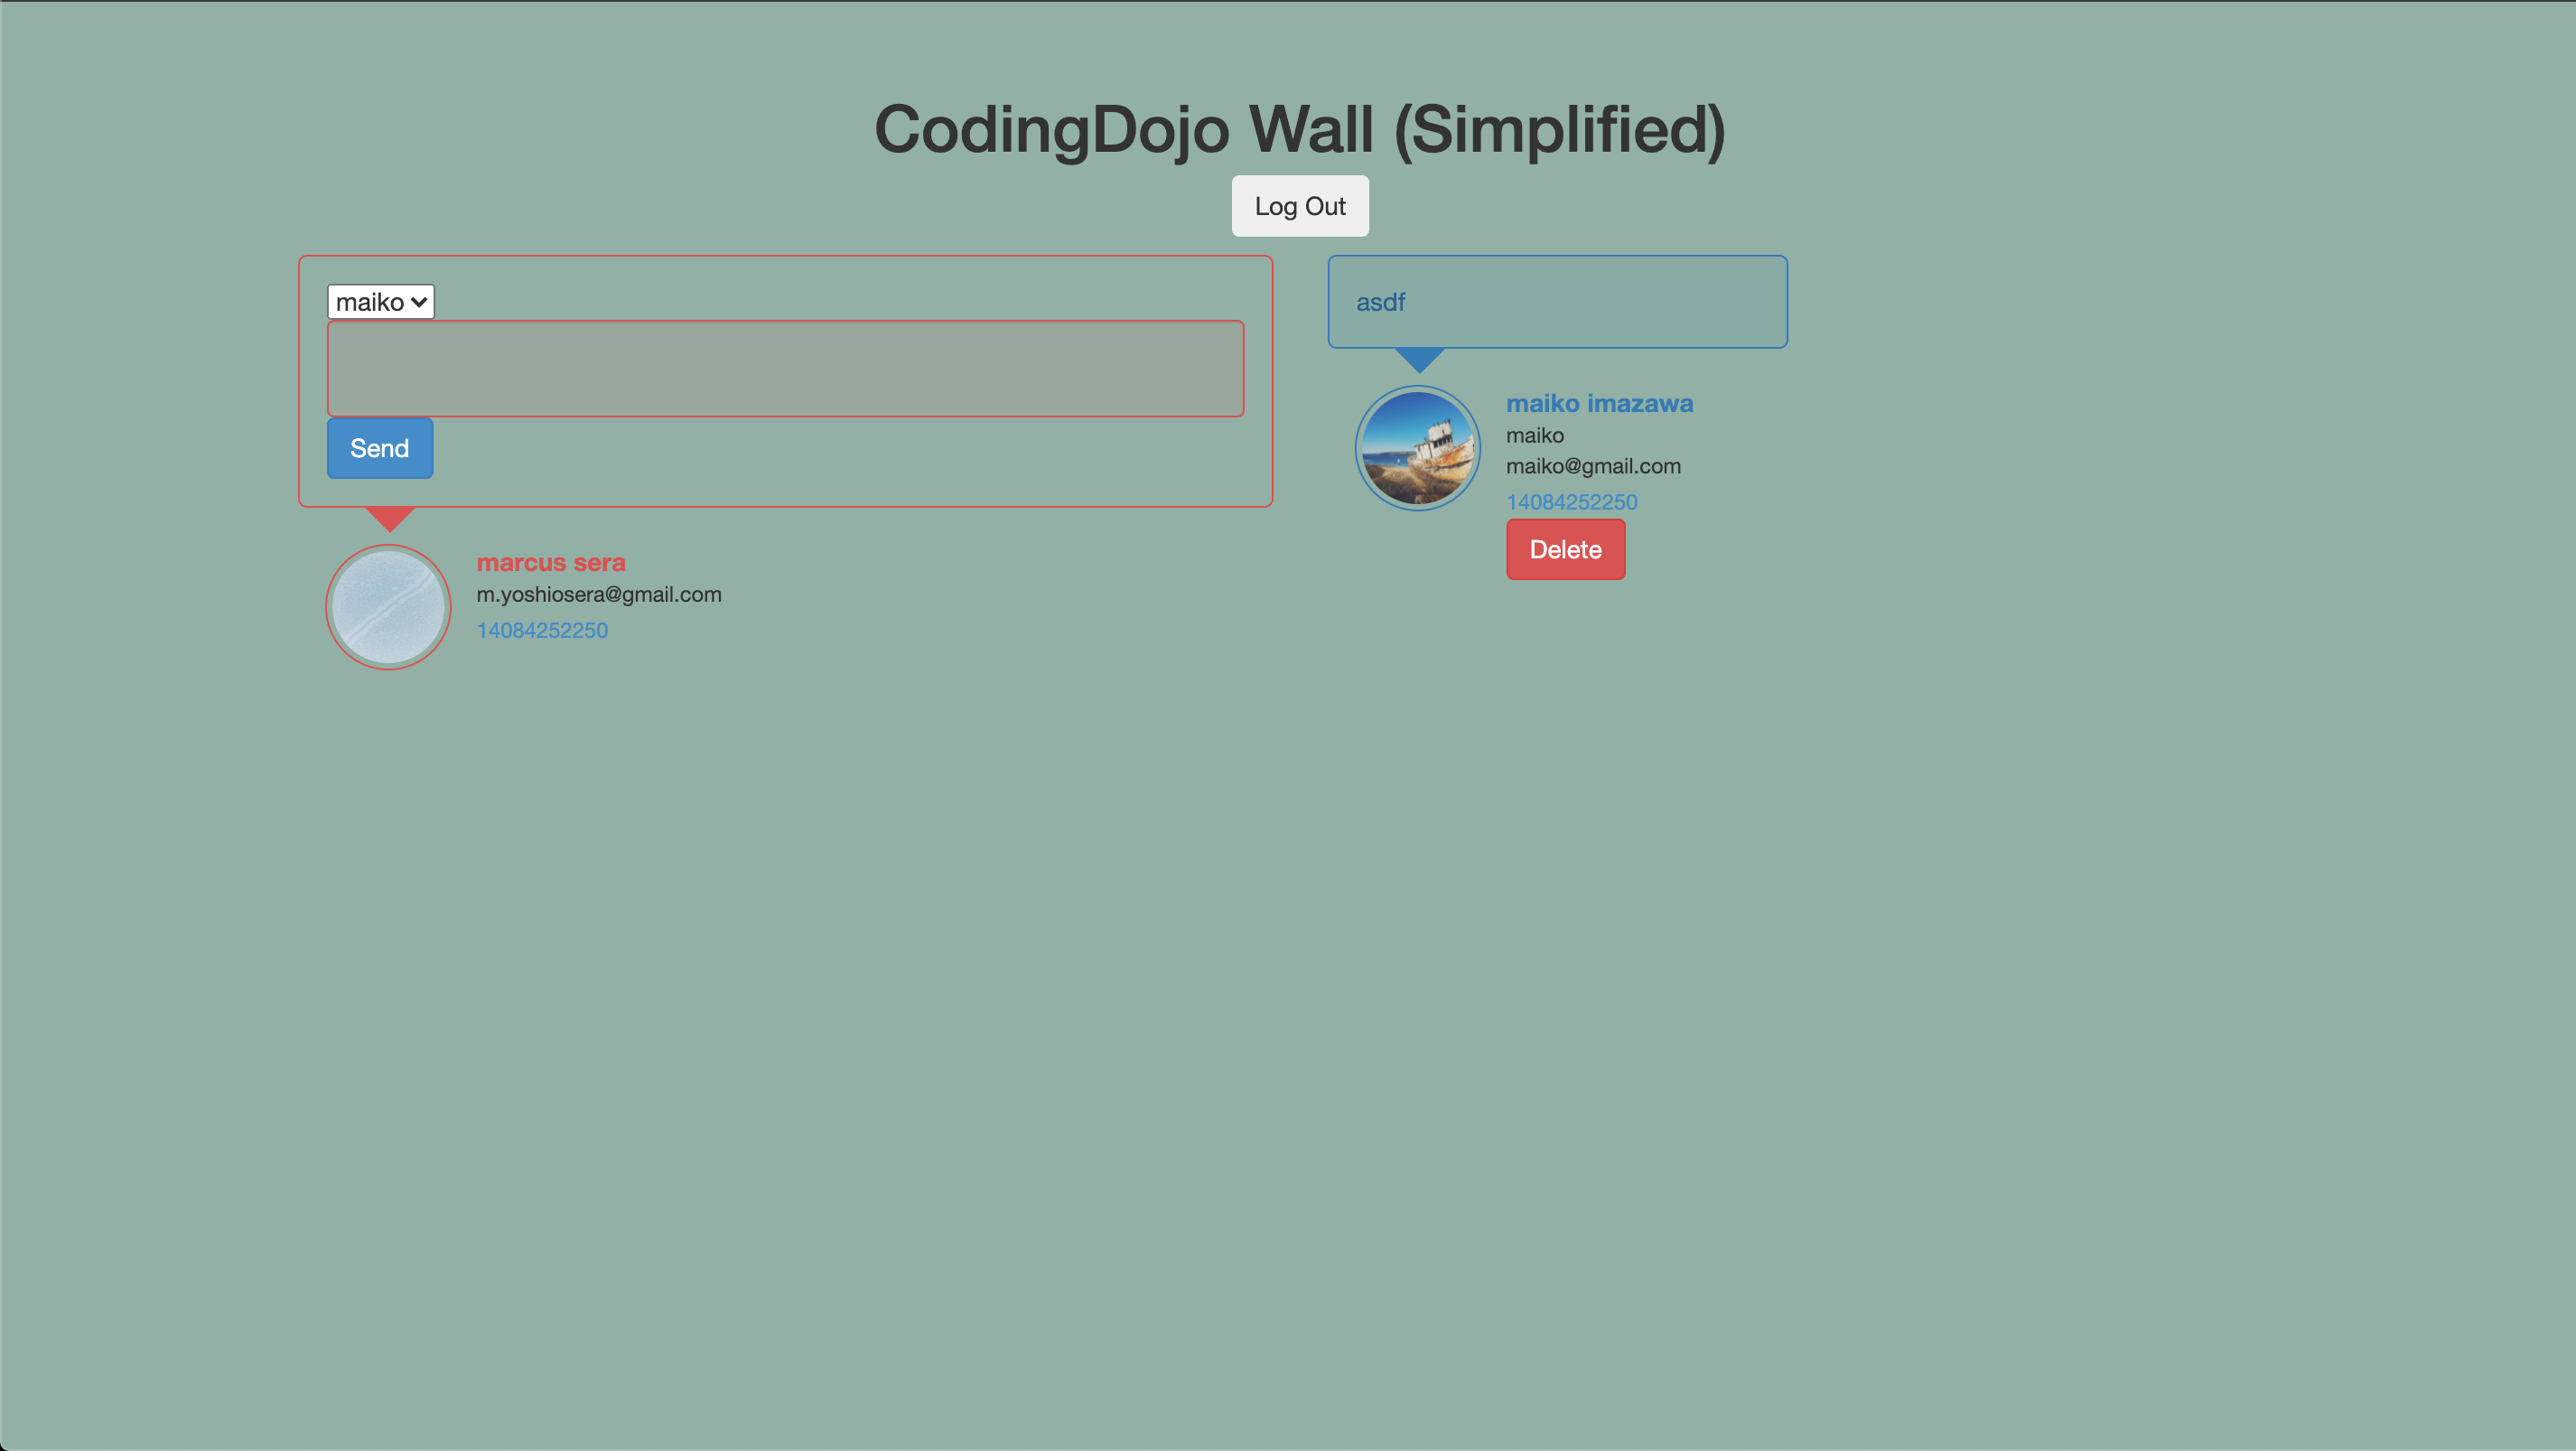 CodingDojo Wall (Simplified)
Log Out
maiko
Send
marcus sera
m.yoshiosera@gmail.com
14084252250
asdf
maiko imazawa
maiko
maiko@gmail.com
14084252250
Delete